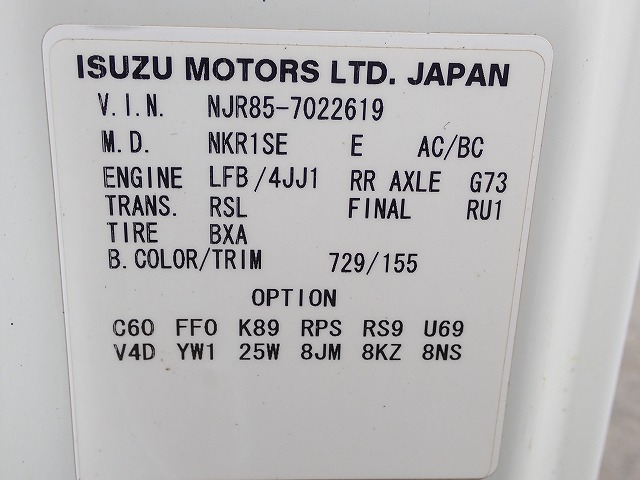 ISUZU MOTORS LTD. JAPAN
V.I.N. NJR85-7022619
M.D. NKR1SE E AC/BC
ENGINE LFB/4JJ1 RR AXLE G73
TRANS. RSL FINAL RU1
TIRE BXA
B.COLOR/TRIM 729/155
OPTION
C60 FF0 K89 RPS RS9 U69
V4D YW1 25W 8JM 8KZ 8NS